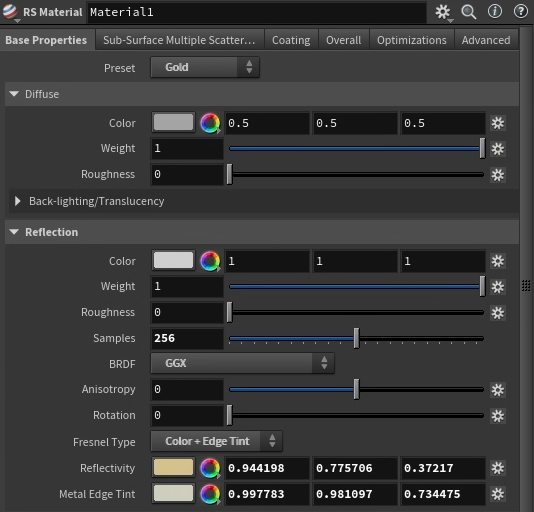 RS Material Material1
Base Properties Sub-Surface Multiple Scatter... Coating Overall Optimizations Advanced
Preset Gold
Diffuse
Color 0.5 0.5 0.5
Weight 1
Roughness 0
Back-lighting/Translucency
Reflection
Color 1 1 1
Weight 1
Roughness 0
Samples 256
BRDF GGX
Anisotropy 0
Rotation 0
Fresnel Type Color + Edge Tint
Reflectivity 0.944198 0.775706 0.37217
Metal Edge Tint 0.997783 0.981097 0.734475